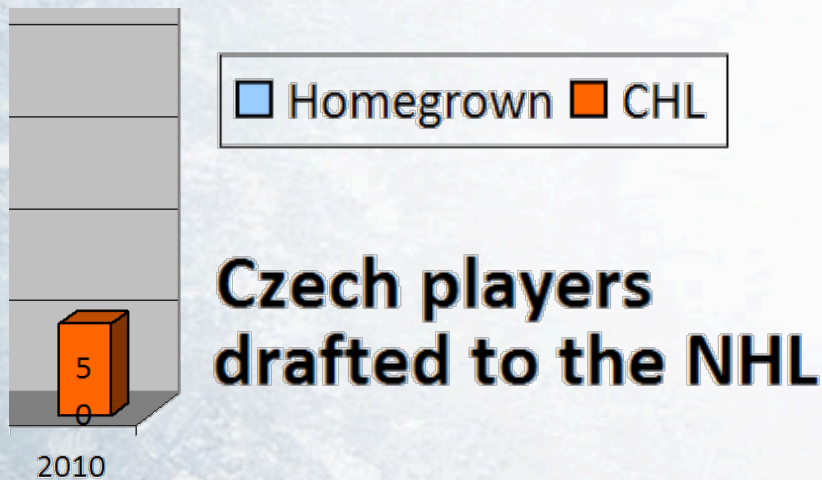 Homegrown CHL
Czech players
drafted to the NHL
5
0
2010